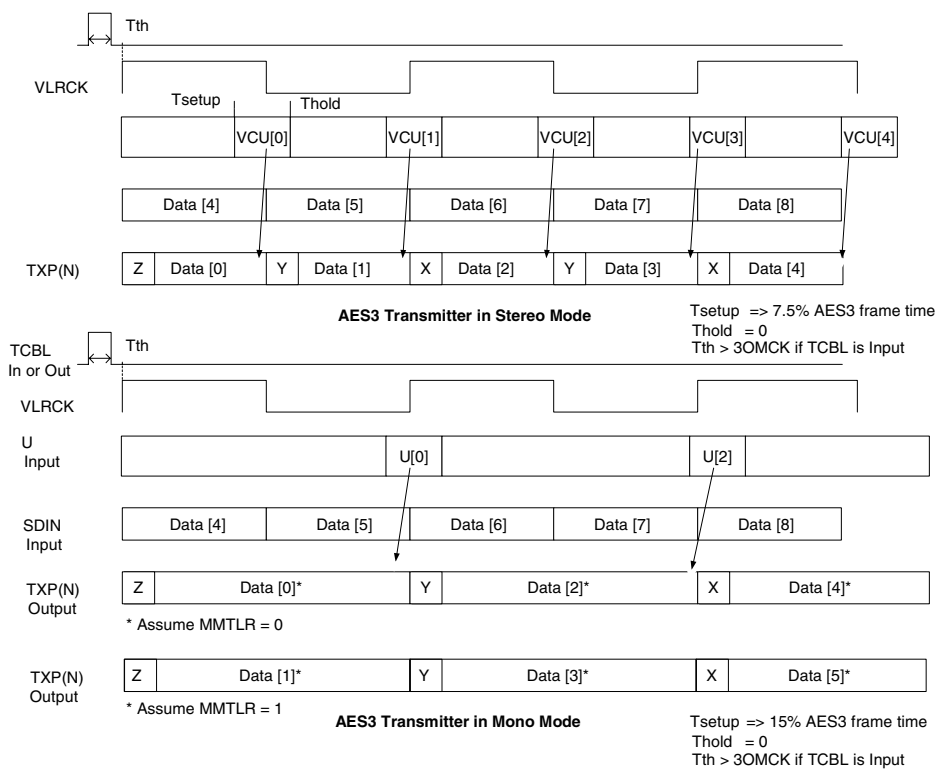 Tth
VLRCK
Tsetup Thold
VCU[0] VCU[1] VCU[2] VCU[3] VCU[4]
Data [4] Data [5] Data [6] Data [7] Data [8]
TXP(N) Z Data [0] Y Data [1] X Data [2] Y Data [3] X Data [4]
AES3 Transmitter in Stereo Mode
Tsetup => 7.5% AES3 frame time
Thold = 0
Tth > 3OMCK if TCBL is Input
TCBL
In or Out
Tth
VLRCK
U
Input
U[0] U[2]
SDIN
Input
Data [4] Data [5] Data [6] Data [7] Data [8]
TXP(N)
Output
Z Data [0]* Y Data [2]* X Data [4]*
* Assume MMTLR = 0
TXP(N)
Output
Z Data [1]* Y Data [3]* X Data [5]*
* Assume MMTLR = 1
AES3 Transmitter in Mono Mode
Tsetup => 15% AES3 frame time
Thold = 0
Tth > 3OMCK if TCBL is Input